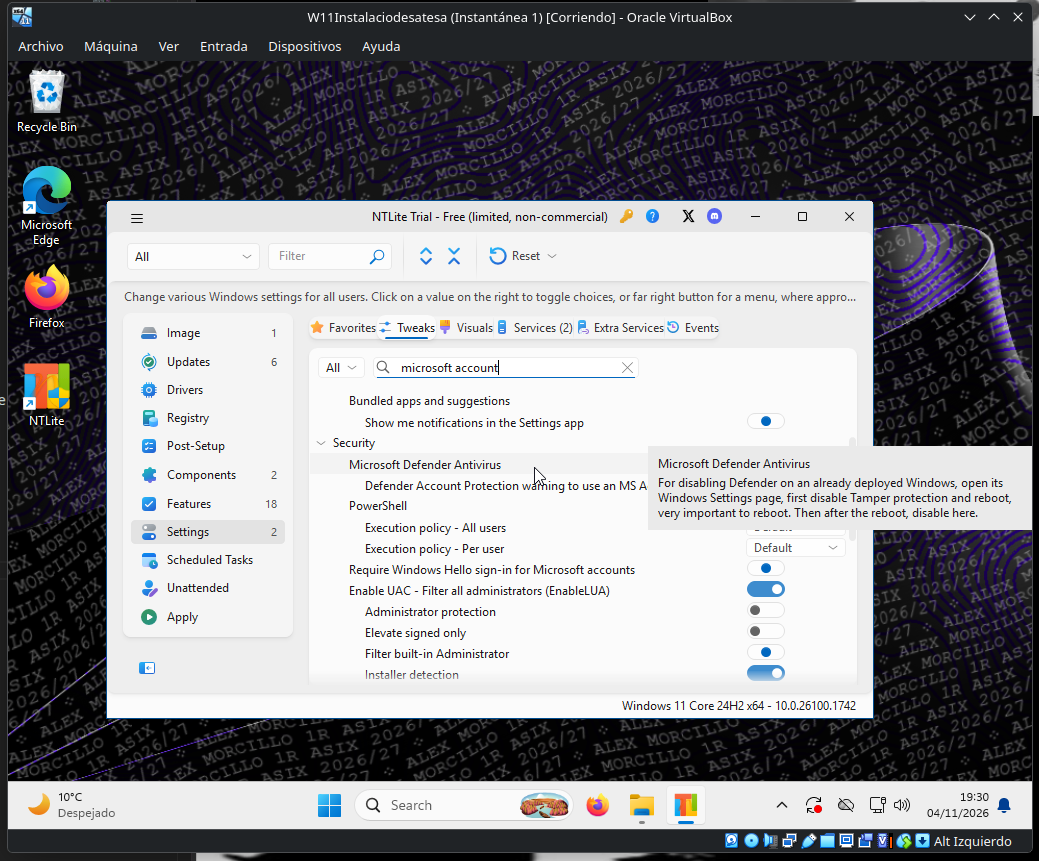 W11Instalaciodesatesa (Instantánea 1) [Corriendo] - Oracle VirtualBox
Archivo Máquina Ver Entrada Dispositivos Ayuda
ALEX MORCILLO 1R ASIX 2026/27
Recycle Bin
Microsoft
Edge
Firefox
NTLite
NTLite Trial - Free (limited, non-commercial)
All
Filter
Reset
Change various Windows settings for all users. Click on a value on the right to toggle choices, or far right button for a menu, where appro...
Image 1
Updates 6
Drivers
Registry
Post-Setup
Components 2
Features 18
Settings 2
Scheduled Tasks
Unattended
Apply
Favorites Tweaks Visuals Services (2) Extra Services Events
All microsoft account
Bundled apps and suggestions
Show me notifications in the Settings app
Security
Microsoft Defender Antivirus
Defender Account Protection warning to use an MS A
PowerShell
Execution policy - All users
Execution policy - Per user Default
Require Windows Hello sign-in for Microsoft accounts
Enable UAC - Filter all administrators (EnableLUA)
Administrator protection
Elevate signed only
Filter built-in Administrator
Installer detection
Microsoft Defender Antivirus
For disabling Defender on an already deployed Windows, open its
Windows Settings page, first disable Tamper protection and reboot,
very important to reboot. Then after the reboot, disable here.
Windows 11 Core 24H2 x64 - 10.0.26100.1742
10°C
Despejado
Search
19:30
04/11/2026
Alt Izquierdo